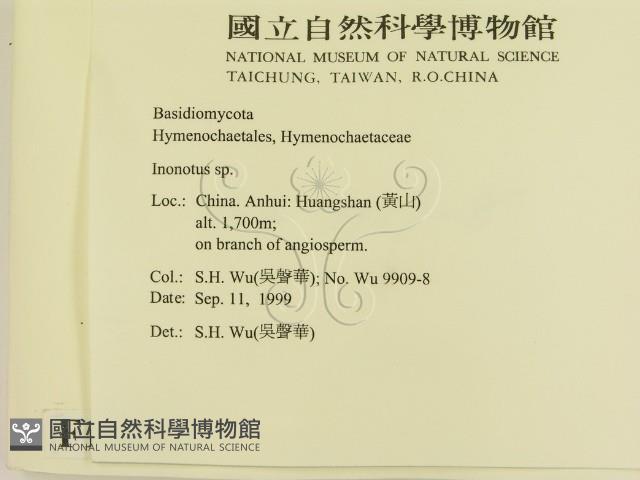 國立自然科學博物館
NATIONAL MUSEUM OF NATURAL SCIENCE
TAICHUNG, TAIWAN, R.O.CHINA
Basidiomycota
Hymenochaetales, Hymenochaetaceae
Inonotus sp.
Loc.: China. Anhui: Huangshan (黃山)
alt. 1,700m;
on branch of angiosperm.
Col.: S.H. Wu(吳聲華); No. Wu 9909-8
Date: Sep. 11, 1999
Det.: S.H. Wu(吳聲華)
國立自然科學博物館
NATIONAL MUSEUM OF NATURAL SCIENCE